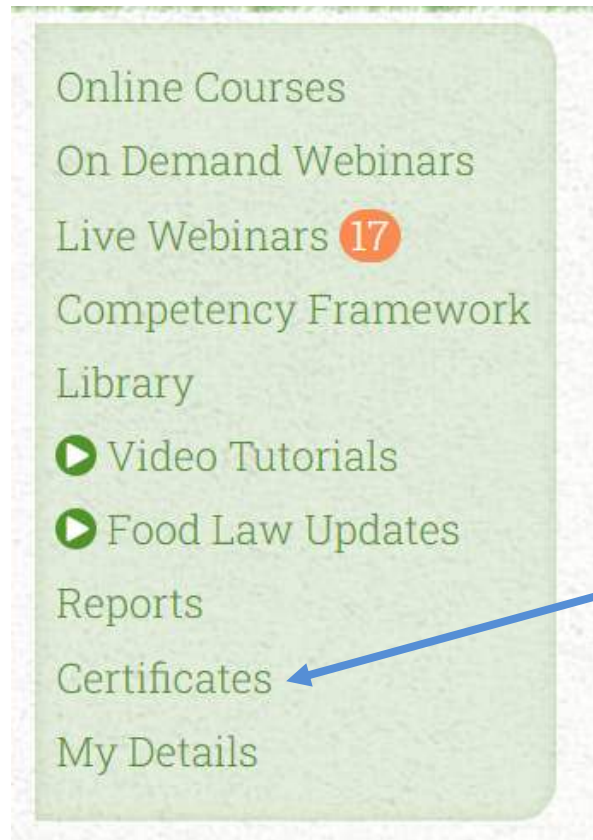 Online Courses
On Demand Webinars
Live Webinars 17
Competency Framework
Library
Video Tutorials
Food Law Updates
Reports
Certificates
My Details